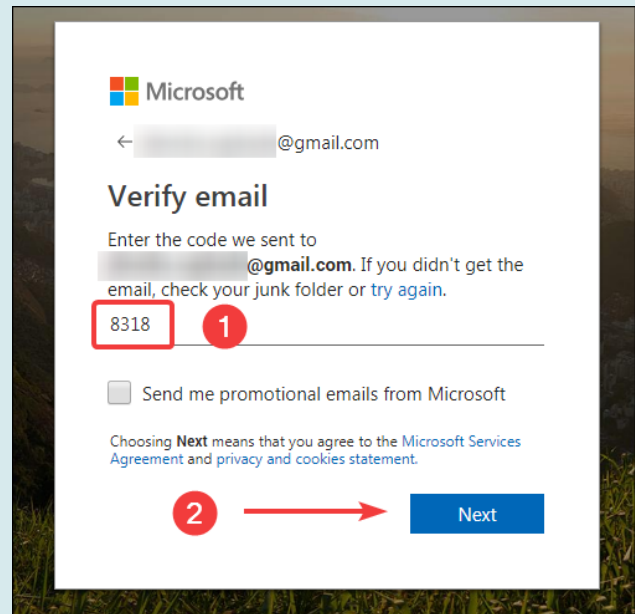 Microsoft
@gmail.com
Verify email
Enter the code we sent to
@gmail.com. If you didn't get the
email, check your junk folder or try again.
8318
1
Send me promotional emails from Microsoft
Choosing Next means that you agree to the Microsoft Services
Agreement and privacy and cookies statement.
2
Next